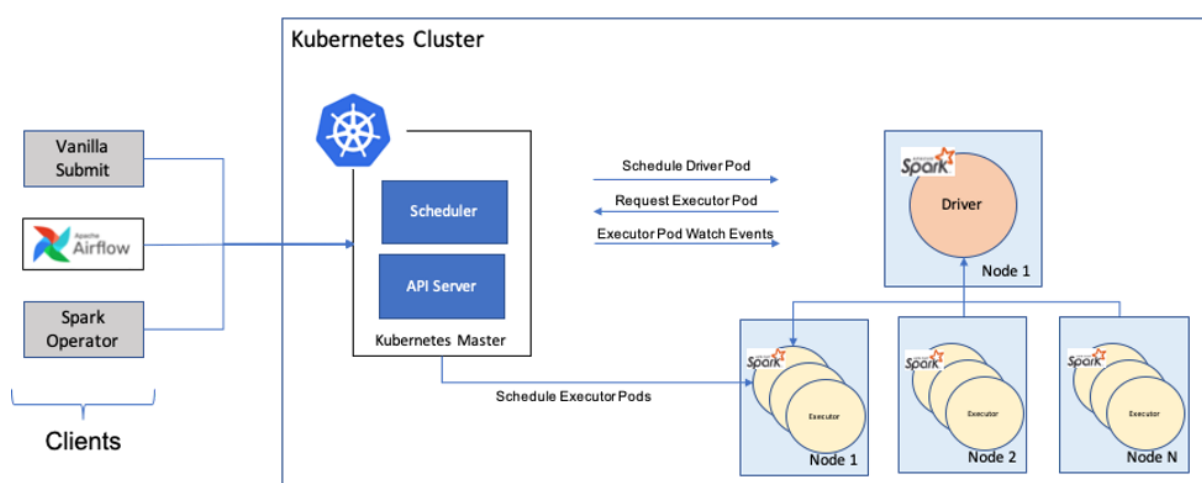 Kubernetes Cluster
Vanilla
Submit
Apache
Airflow
Spark
Operator
Clients
Scheduler
API Server
Kubernetes Master
Schedule Driver Pod
Request Executor Pod
Executor Pod Watch Events
Schedule Executor Pods
Spark
Driver
Node 1
Spark
Executor
Node 1
Spark
Executor
Node 2
Spark
Executor
Node N